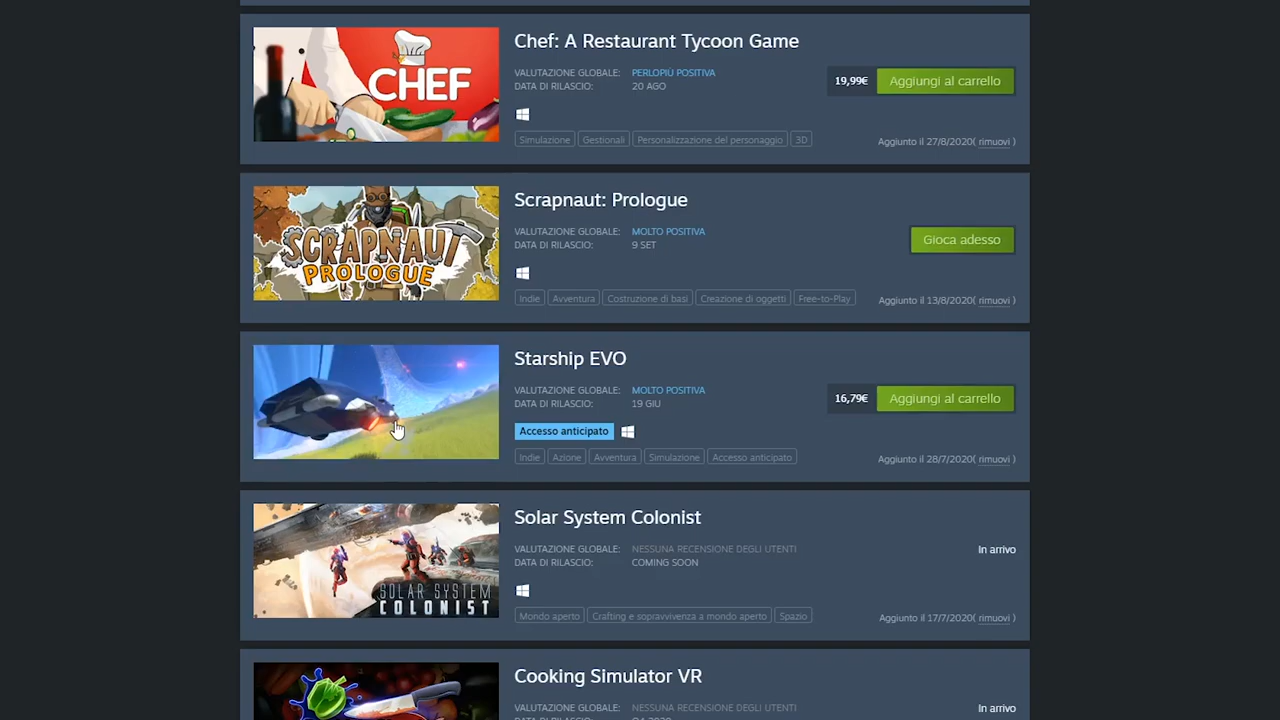 CHEF
Chef: A Restaurant Tycoon Game
VALUTAZIONE GLOBALE: PERLOPIÙ POSITIVA
DATA DI RILASCIO: 20 AGO
19,99€ Aggiungi al carrello
Simulazione Gestionali Personalizzazione del personaggio 3D
Aggiunto il 27/8/2020( rimuovi )
SCRAPNAUT
PROLOGUE
Scrapnaut: Prologue
VALUTAZIONE GLOBALE: MOLTO POSITIVA
DATA DI RILASCIO: 9 SET
Gioca adesso
Indie Avventura Costruzione di basi Creazione di oggetti Free-to-Play
Aggiunto il 13/8/2020( rimuovi )
Starship EVO
VALUTAZIONE GLOBALE: MOLTO POSITIVA
DATA DI RILASCIO: 19 GIU
16,79€ Aggiungi al carrello
Accesso anticipato
Indie Azione Avventura Simulazione Accesso anticipato
Aggiunto il 28/7/2020( rimuovi )
SOLAR SYSTEM
COLONIST
Solar System Colonist
VALUTAZIONE GLOBALE: NESSUNA RECENSIONE DEGLI UTENTI
DATA DI RILASCIO: COMING SOON
In arrivo
Mondo aperto Crafting e sopravvivenza a mondo aperto Spazio
Aggiunto il 17/7/2020( rimuovi )
Cooking Simulator VR
VALUTAZIONE GLOBALE: NESSUNA RECENSIONE DEGLI UTENTI
In arrivo